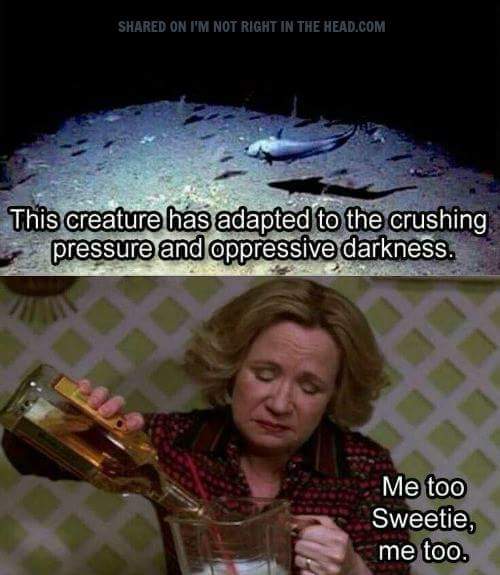 SHARED ON I'M NOT RIGHT IN THE HEAD.COM
This creature has adapted to the crushing
pressure and oppressive darkness.
Me too
Sweetie,
me too.